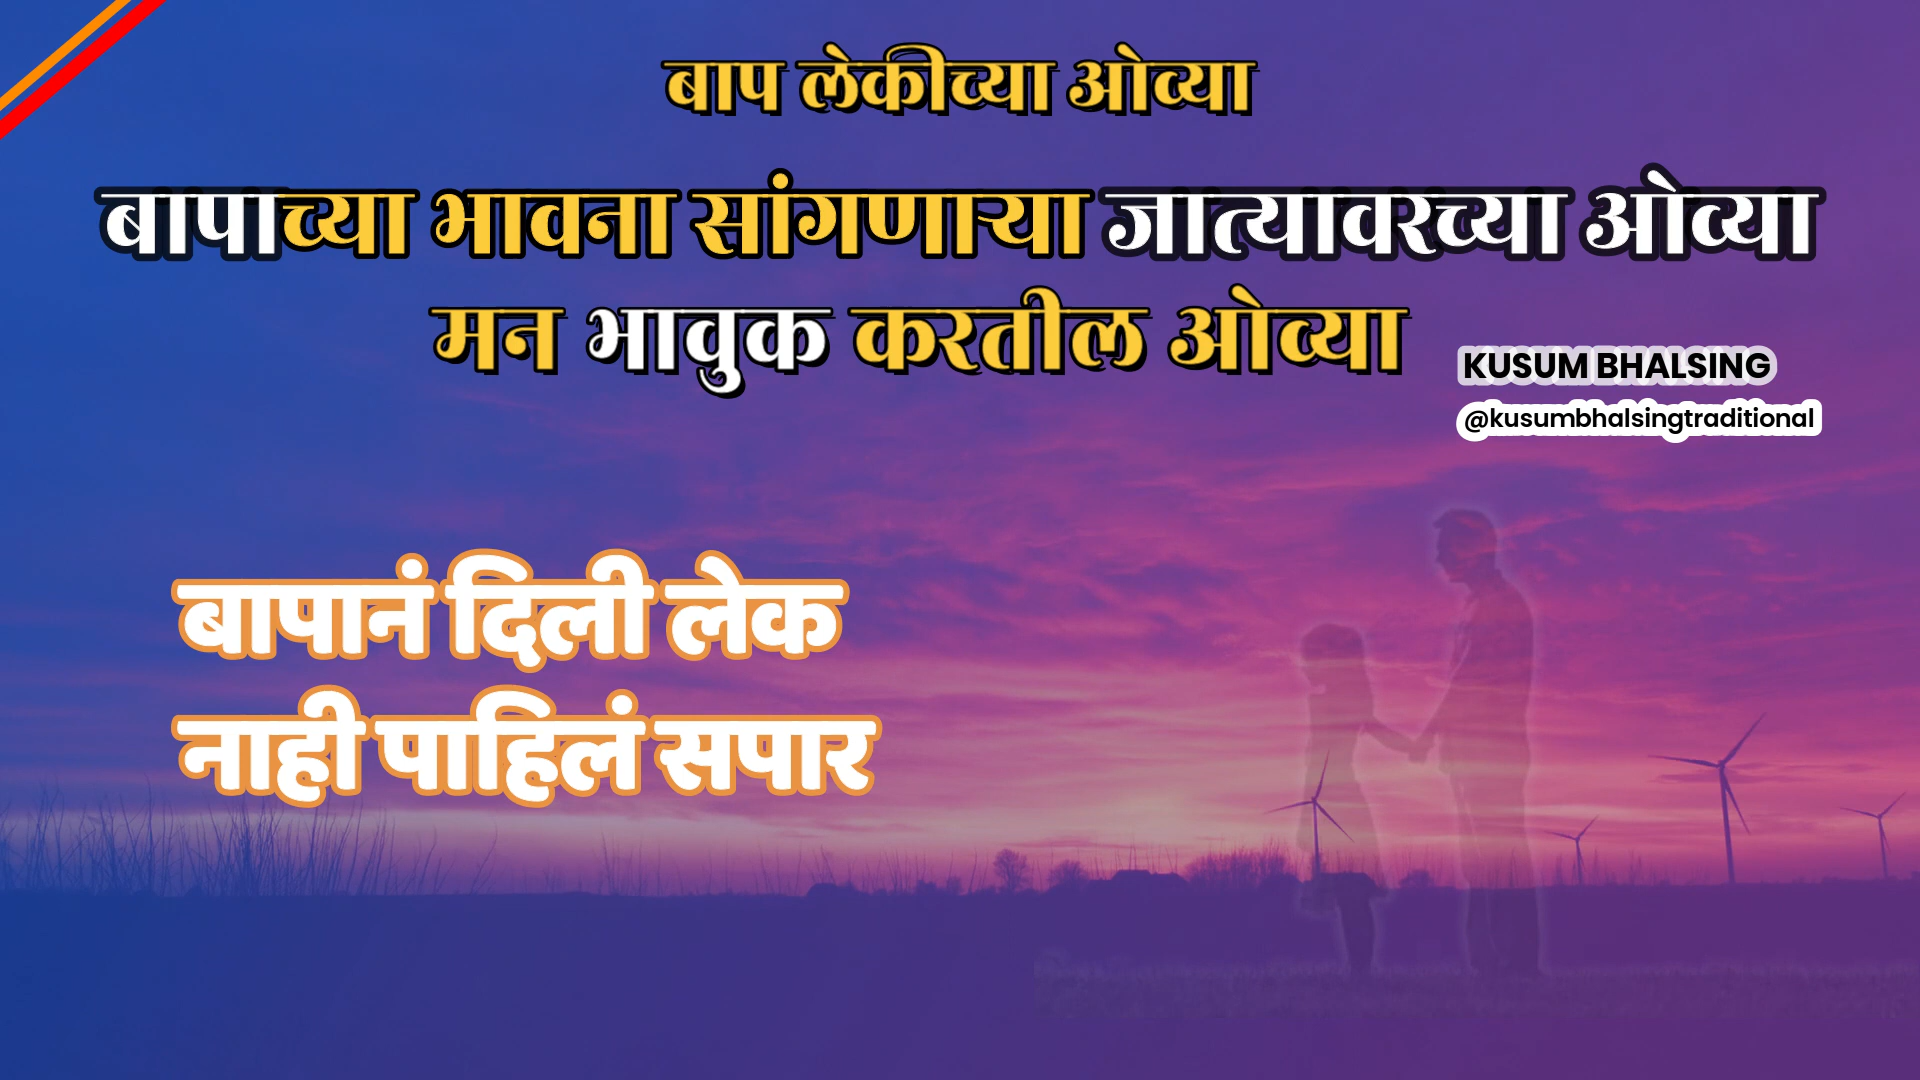 बाप लेकीच्या ओव्या
बापाच्या भावना सांगणाऱ्या जात्यावरच्या ओव्या
मन भावुक करतील ओव्या
KUSUM BHALSING
@kusumbhalsingtraditional
बापानं दिली लेक
नाही पाहिलं सपार